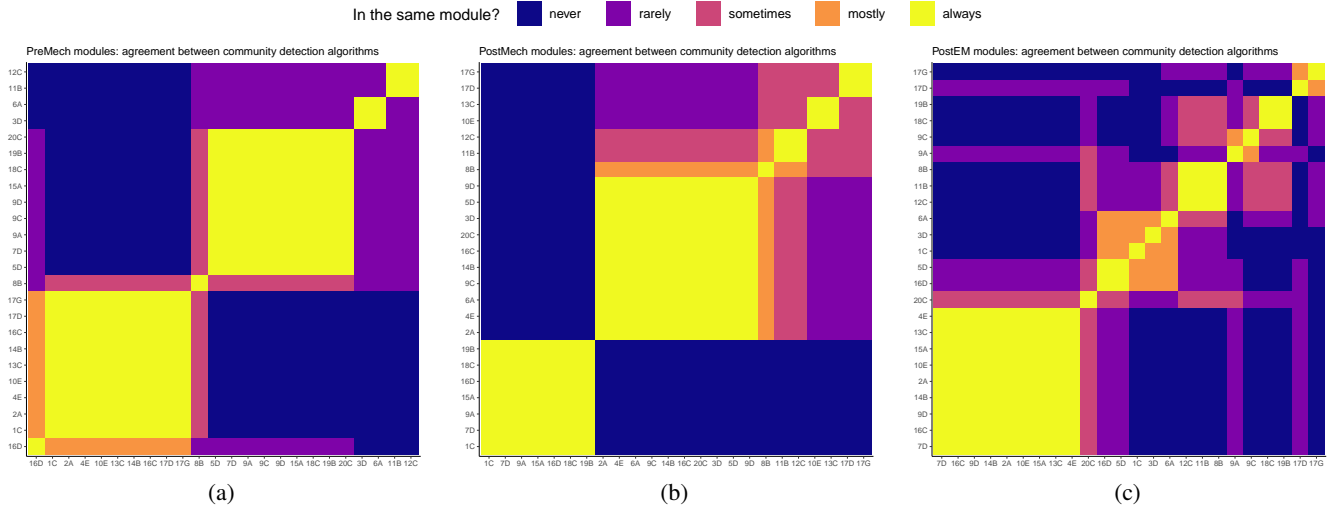 In the same module? never rarely sometimes mostly always
PreMech modules: agreement between community detection algorithms
12C
11B
6A
3D
20C
19B
18C
15A
9D
9C
9A
7D
5D
8B
17G
17D
16C
14B
13C
10E
4E
2A
1C
16D
16D 1C 2A 4E 10E 13C 14B 16C 17D 17G 8B 5D 7D 9A 9C 9D 15A 18C 19B 20C 3D 6A 11B 12C
(a)
PostMech modules: agreement between community detection algorithms
17G
17D
13C
10E
12C
11B
8B
9D
5D
3D
20C
16C
14B
9C
6A
4E
2A
19B
18C
16D
15A
9A
7D
1C
1C 7D 9A 15A 16D 18C 19B 2A 4E 6A 9C 14B 16C 20C 3D 5D 9D 8B 11B 12C 10E 13C 17D 17G
(b)
PostEM modules: agreement between community detection algorithms
17G
17D
19B
18C
9C
9A
8B
11B
12C
6A
3D
1C
5D
16D
20C
4E
13C
15A
10E
2A
14B
9D
16C
7D
7D 16C 9D 14B 2A 10E 15A 13C 4E 20C 16D 5D 1C 3D 6A 12C 11B 8B 9A 9C 18C 19B 17D 17G
(c)